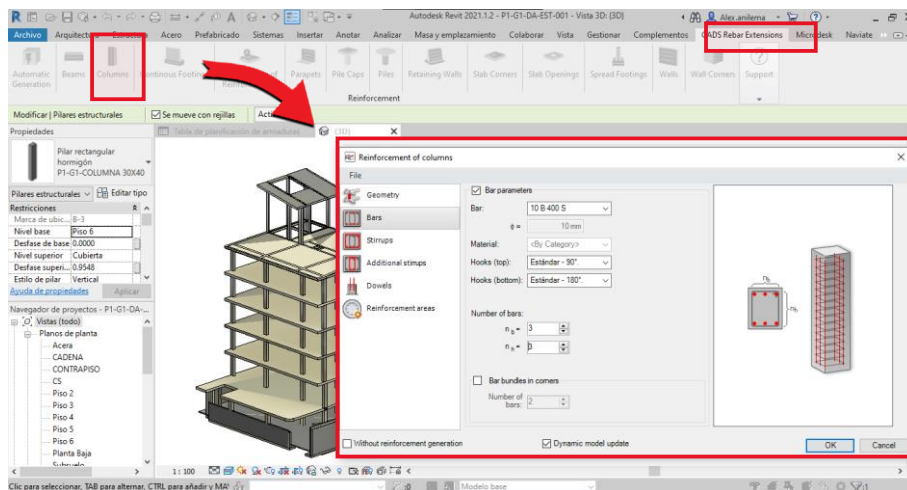 Autodesk Revit 2021.1.2 - P1-G1-DA-EST-001 - Vista 3D: {3D}
Alex.anilema
Archivo Arquitectura Estructura Acero Prefabricado Sistemas Insertar Anotar Analizar Masa y emplazamiento Colaborar Vista Gestionar Complementos CADS Rebar Extensions Microdesk Naviate
Automatic Generation Beams Columns Continous Footings of Parapets Pile Caps Piles Retaining Walls Slab Corners Slab Openings Spread Footings Walls Wall Corners Support
Reinforcement
Modificar | Pilares estructurales Se mueve con rejillas
Propiedades Tabla de planificación de armaduras {3D} X
Pilar rectangular
hormigón
P1-G1-COLUMNA 30X40
Pilares estructurales Editar tipo
Restricciones
Marca de ubic... B-3
Nivel base Piso 6
Desfase de base 0.0000
Nivel superior Cubierta
Desfase superi... 0.9548
Estilo de pilar Vertical
Ayuda de propiedades Aplicar
Navegador de proyectos - P1-G1-DA-...
Vistas (todo)
Planos de planta
Acera
CADENA
CONTRAPISO
CS
Piso 2
Piso 3
Piso 4
Piso 5
Piso 6
Planta Baja
Subsuelo
Reinforcement of columns
File
Geometry
Bars
Stirrups
Additional stirrups
Dowels
Reinforcement areas
Bar parameters
Bar: 10 B 400 S
ɸ = 10 mm
Material: <By Category>
Hooks (top): Estándar - 90°.
Hooks (bottom): Estándar - 180°.
Number of bars:
n b = 3
n h = 3
Bar bundles in corners
Number of bars: 2
nb
nh
Without reinforcement generation Dynamic model update OK Cancel
1 : 100
Clic para seleccionar, TAB para alternar, CTRL para añadir y MAY :0 Modelo base :1